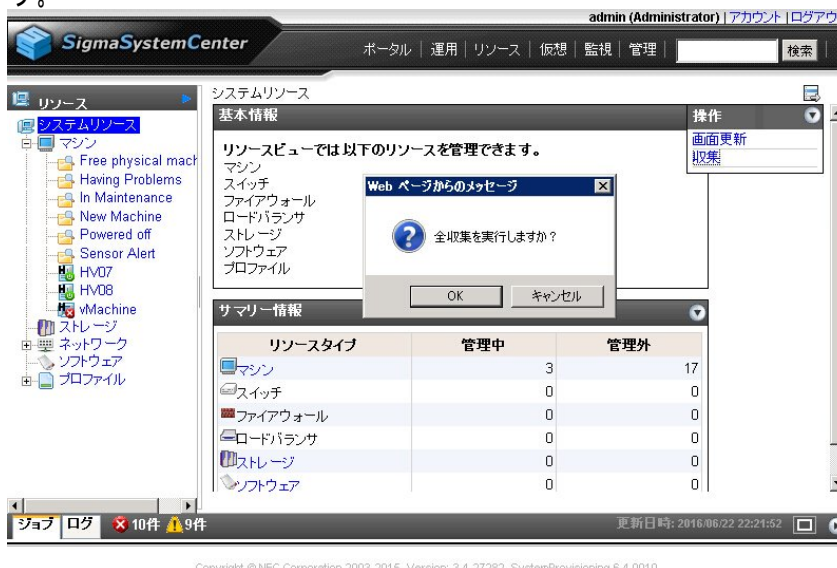 す。
admin (Administrator) | アカウント | ログアウ
SigmaSystemCenter
ポータル | 運用 | リソース | 仮想 | 監視 | 管理 | 検索
リソース
システムリソース
マシン
Free physical mach
Having Problems
In Maintenance
New Machine
Powered off
Sensor Alert
HV07
HV08
vMachine
ストレージ
ネットワーク
ソフトウェア
プロファイル
システムリソース
基本情報
リソースビューでは以下のリソースを管理できます。
マシン
スイッチ
ファイアウォール
ロードバランサ
ストレージ
ソフトウェア
プロファイル
操作
画面更新
収集
Web ページからのメッセージ
全収集を実行しますか？
OK キャンセル
サマリー情報
リソースタイプ 管理中 管理外
マシン 3 17
スイッチ 0 0
ファイアウォール 0 0
ロードバランサ 0 0
ストレージ 0 0
ソフトウェア 0 0
ジョブ ログ 10件 9件
更新日時: 2016/06/22 22:21:52
Copyright © NEC Corporation 2003-2015. Version: 3.4.27282, SystemProvisioning 6.4.0010